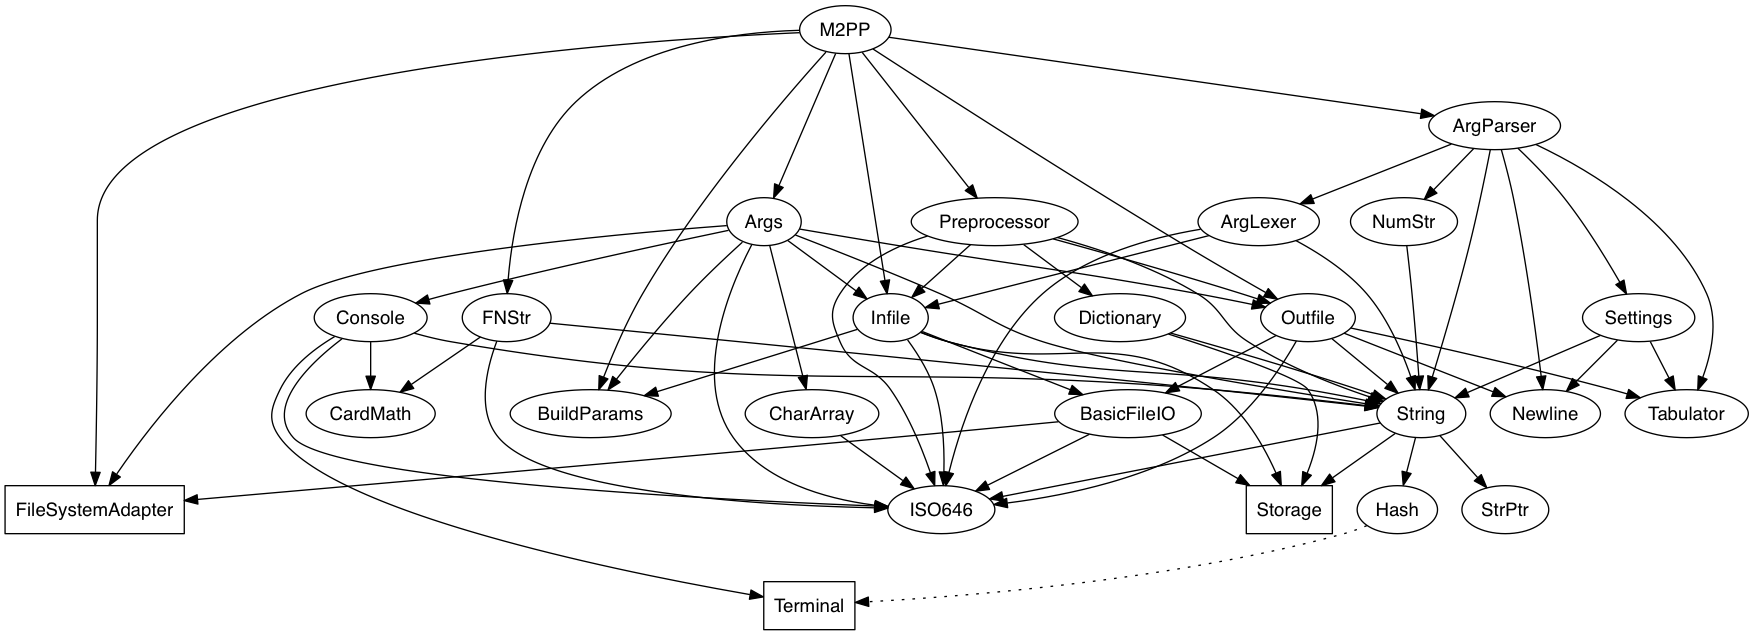 M2PP
ArgParser
Args
Preprocessor
ArgLexer
NumStr
Console
FNStr
Infile
Dictionary
Outfile
Settings
CardMath
BuildParams
CharArray
BasicFileIO
String
Newline
Tabulator
FileSystemAdapter
ISO646
Storage
Hash
StrPtr
Terminal